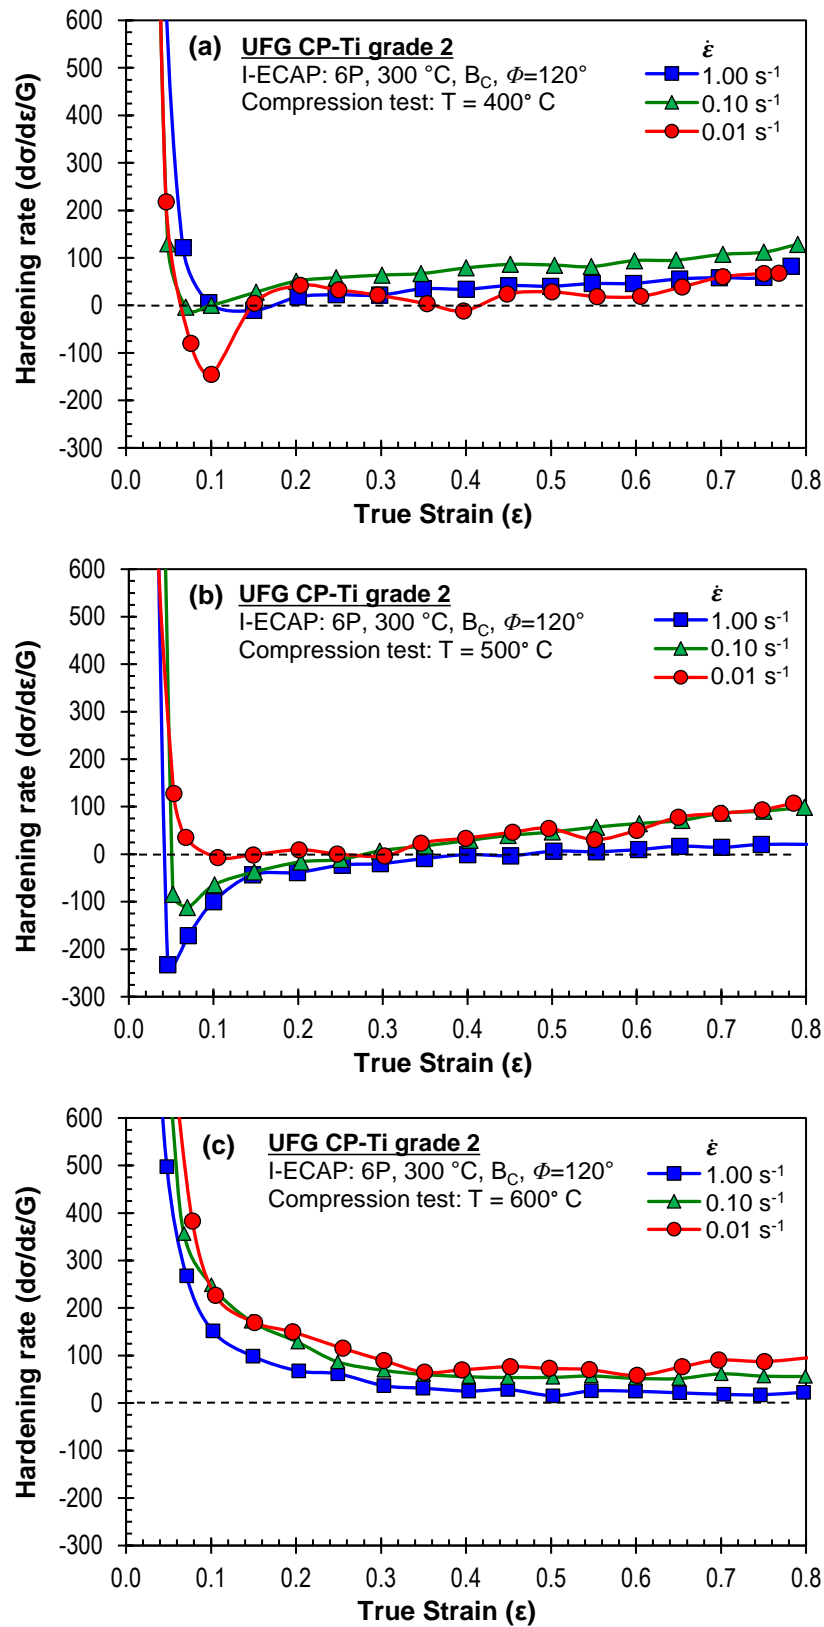 (a) UFG CP-Ti grade 2
I-ECAP: 6P, 300 °C, B_C, Φ=120°
Compression test: T = 400° C
ε̇
1.00 s⁻¹
0.10 s⁻¹
0.01 s⁻¹
Hardening rate (dσ/dε/G)
600
500
400
300
200
100
0
-100
-200
-300
0.0 0.1 0.2 0.3 0.4 0.5 0.6 0.7 0.8
True Strain (ε)
(b) UFG CP-Ti grade 2
I-ECAP: 6P, 300 °C, B_C, Φ=120°
Compression test: T = 500° C
ε̇
1.00 s⁻¹
0.10 s⁻¹
0.01 s⁻¹
Hardening rate (dσ/dε/G)
600
500
400
300
200
100
0
-100
-200
-300
0.0 0.1 0.2 0.3 0.4 0.5 0.6 0.7 0.8
True Strain (ε)
(c) UFG CP-Ti grade 2
I-ECAP: 6P, 300 °C, B_C, Φ=120°
Compression test: T = 600° C
ε̇
1.00 s⁻¹
0.10 s⁻¹
0.01 s⁻¹
Hardening rate (dσ/dε/G)
600
500
400
300
200
100
0
-100
-200
-300
0.0 0.1 0.2 0.3 0.4 0.5 0.6 0.7 0.8
True Strain (ε)